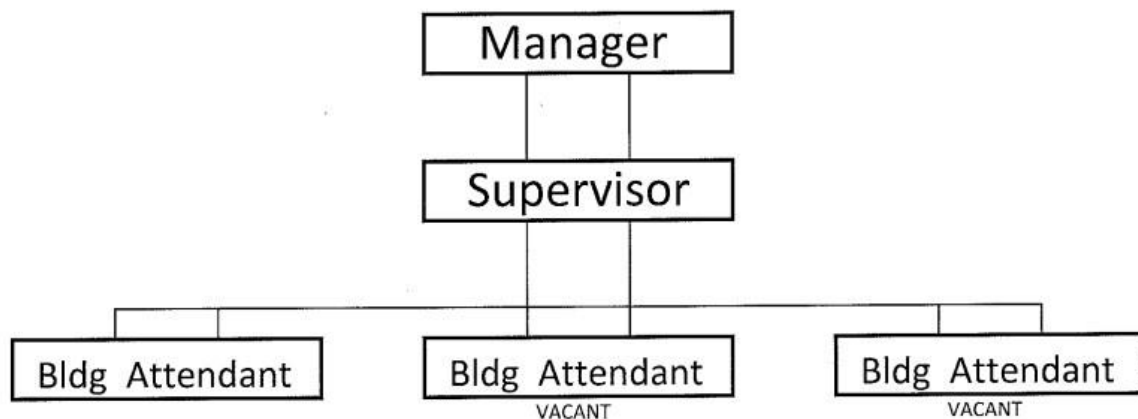 Manager
Supervisor
Bldg Attendant
Bldg Attendant
VACANT
Bldg Attendant
VACANT